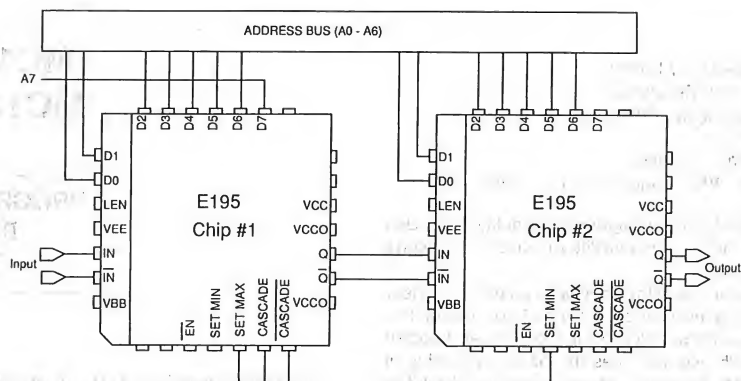 ADDRESS BUS (A0 - A6)
A7
D2 D3 D4 D5 D6 D7
D1
D0
LEN
VEE
IN
IN
VBB
E195
Chip #1
VCC
VCCO
Q
Q
VCCO
EN SET MIN SET MAX CASCADE CASCADE
Input
D2 D3 D4 D5 D6 D7
D1
D0
LEN
VEE
IN
IN
VBB
E195
Chip #2
VCC
VCCO
Q
Q
VCCO
EN SET MIN SET MAX CASCADE CASCADE
Output